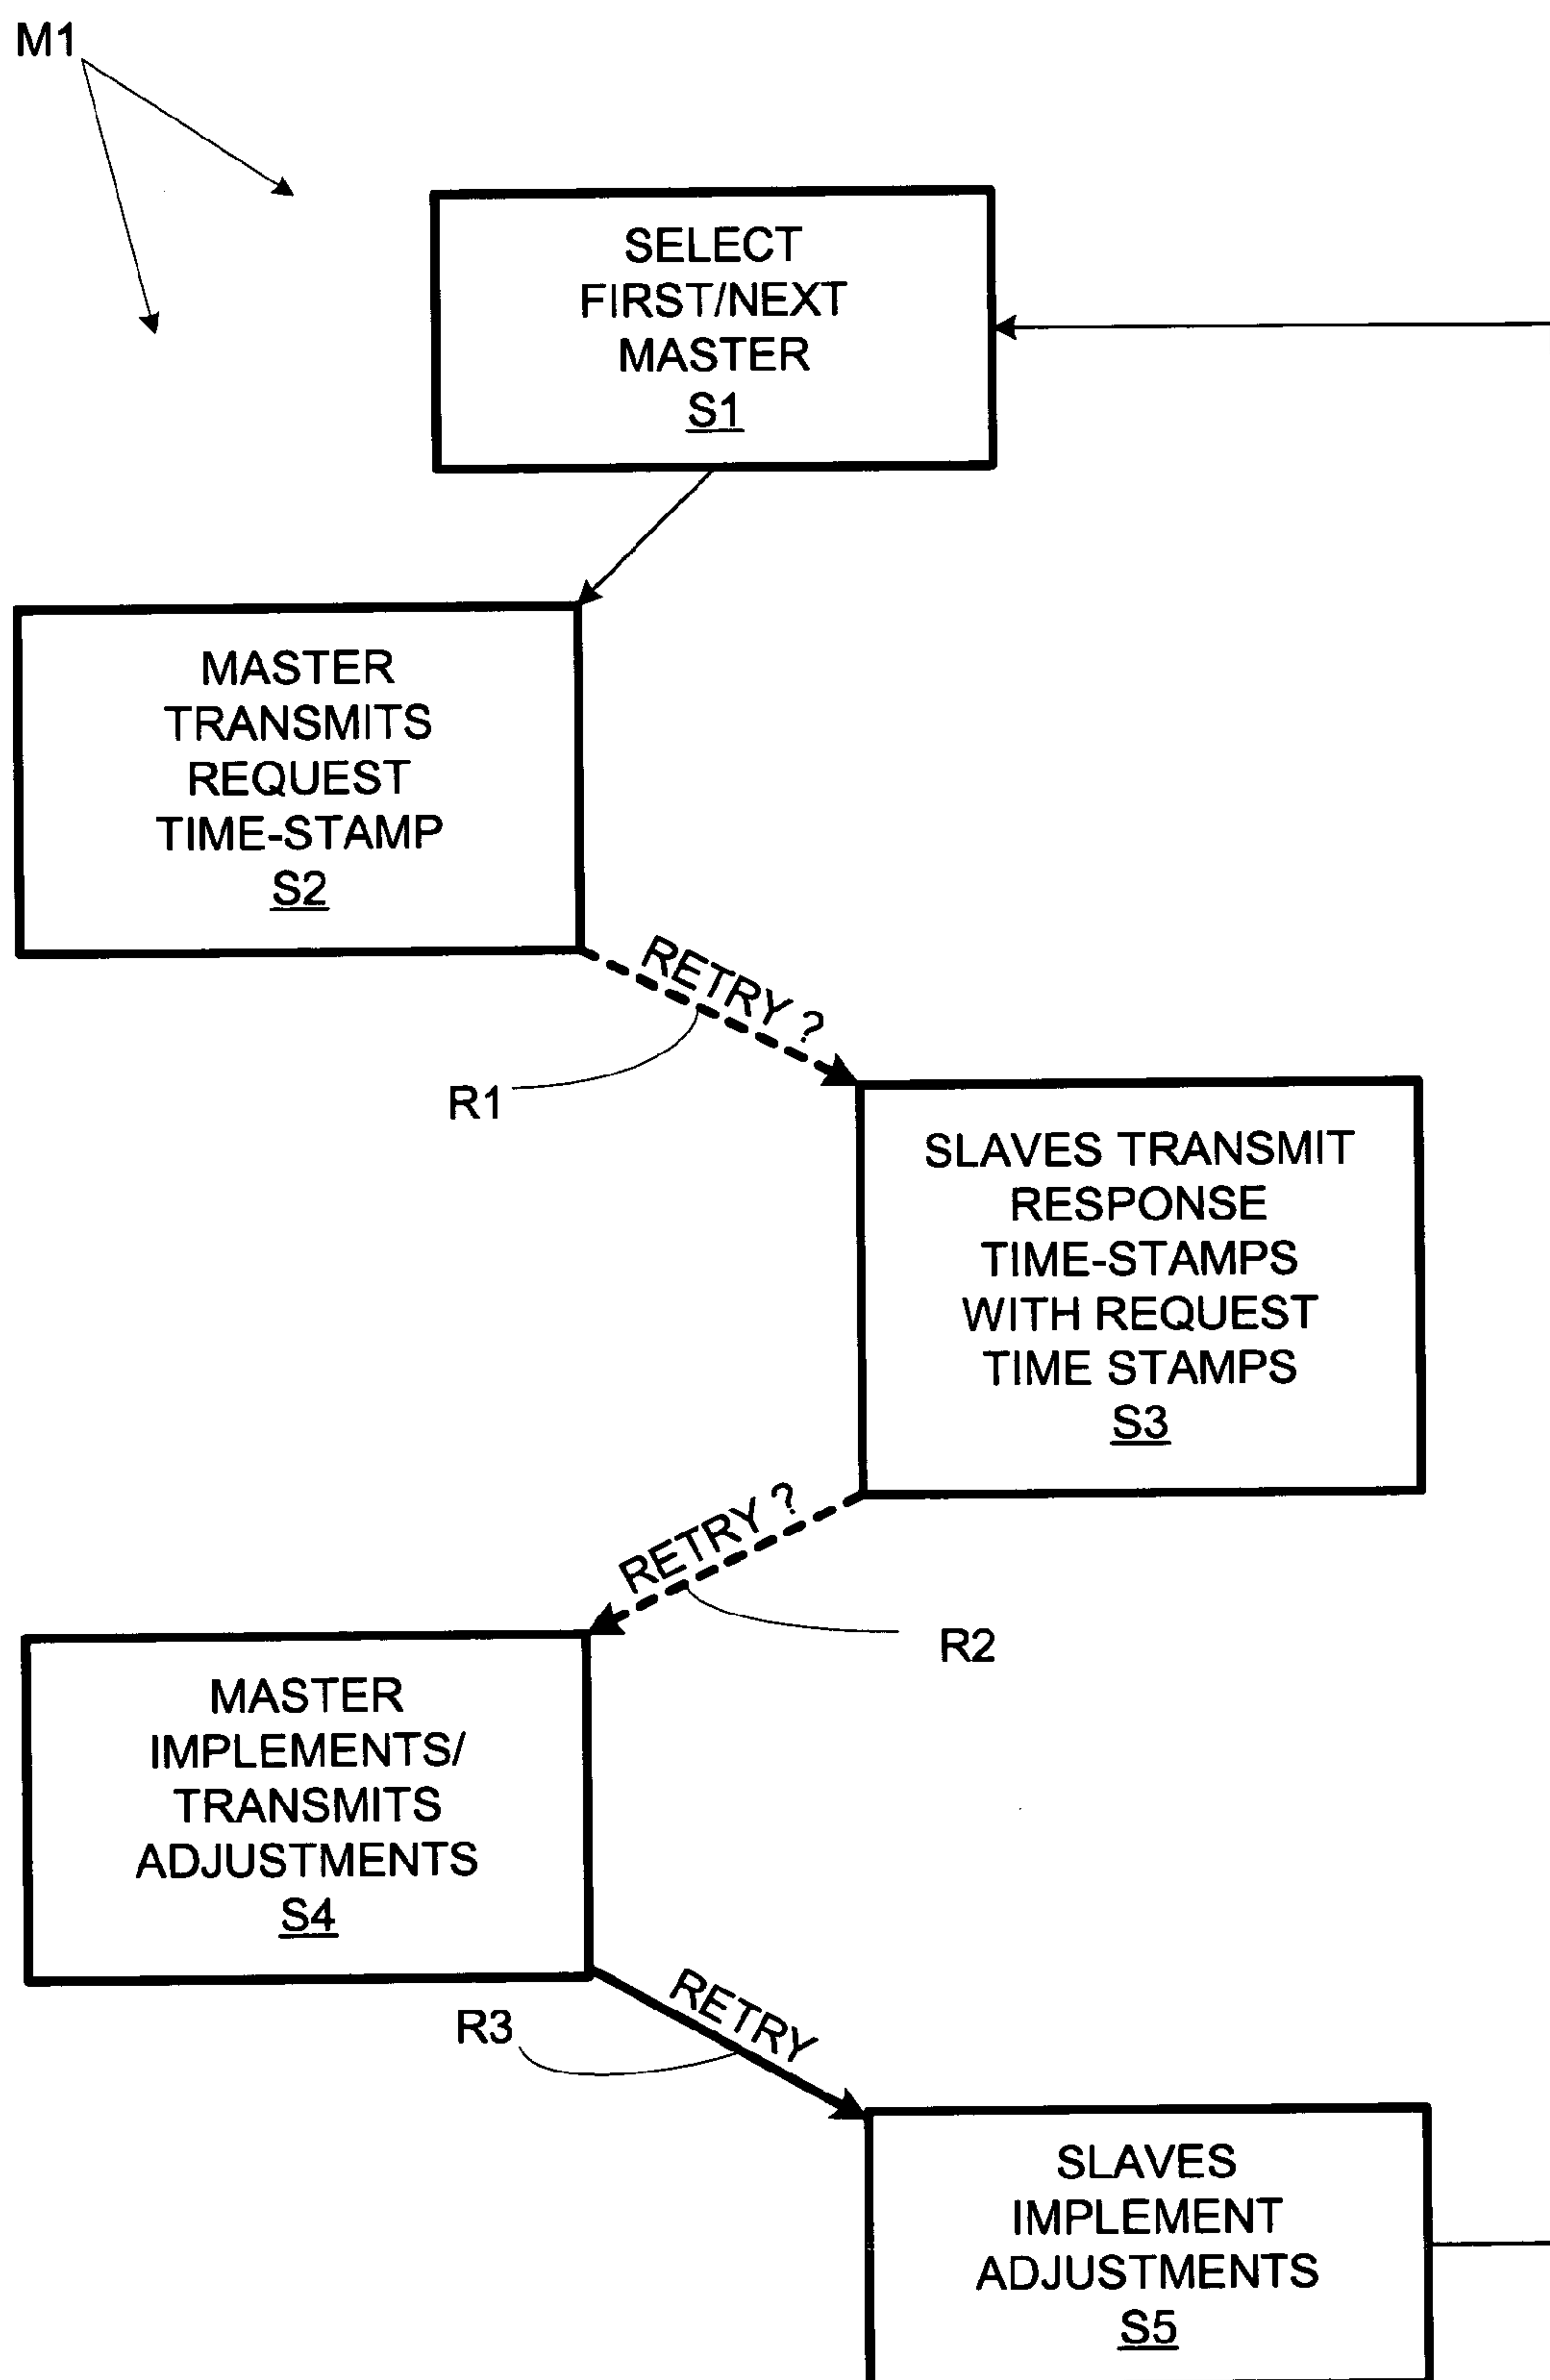 M1
SELECT
FIRST/NEXT
MASTER
S1
MASTER
TRANSMITS
REQUEST
TIME-STAMP
S2
RETRY ?
R1
SLAVES TRANSMIT
RESPONSE
TIME-STAMPS
WITH REQUEST
TIME STAMPS
S3
RETRY ?
R2
MASTER
IMPLEMENTS/
TRANSMITS
ADJUSTMENTS
S4
RETRY
R3
SLAVES
IMPLEMENT
ADJUSTMENTS
S5